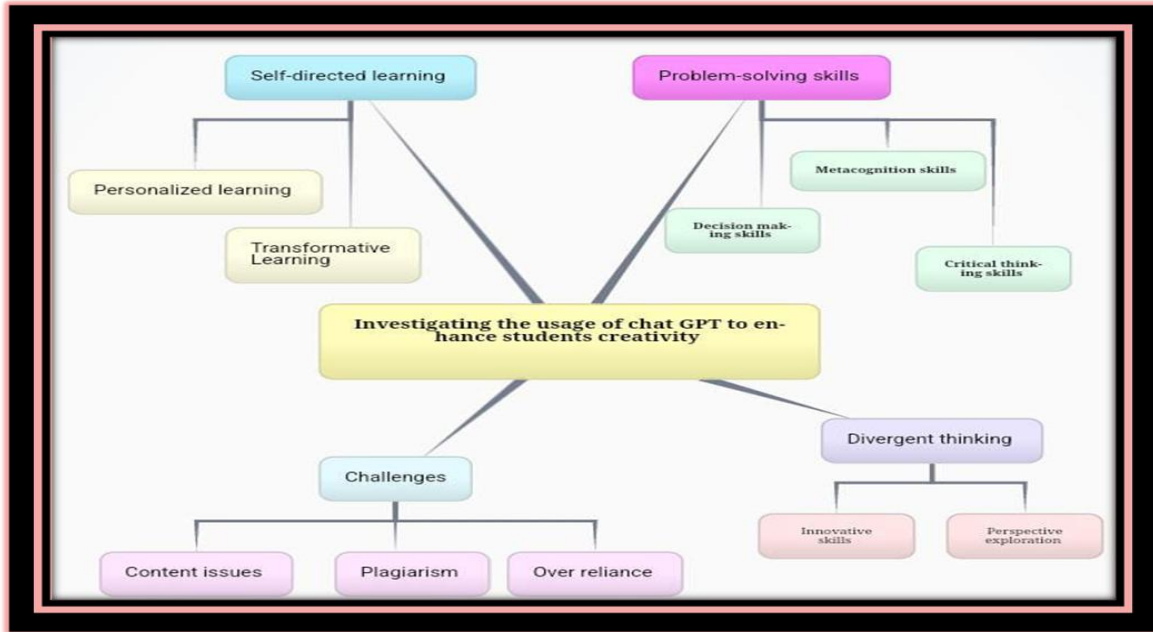 Self-directed learning
Problem-solving skills
Personalized learning
Transformative
Learning
Metacognition skills
Decision mak-
ing skills
Critical think-
ing skills
Investigating the usage of chat GPT to en-
hance students creativity
Challenges
Content issues
Plagiarism
Over reliance
Divergent thinking
Innovative
skills
Perspective
exploration